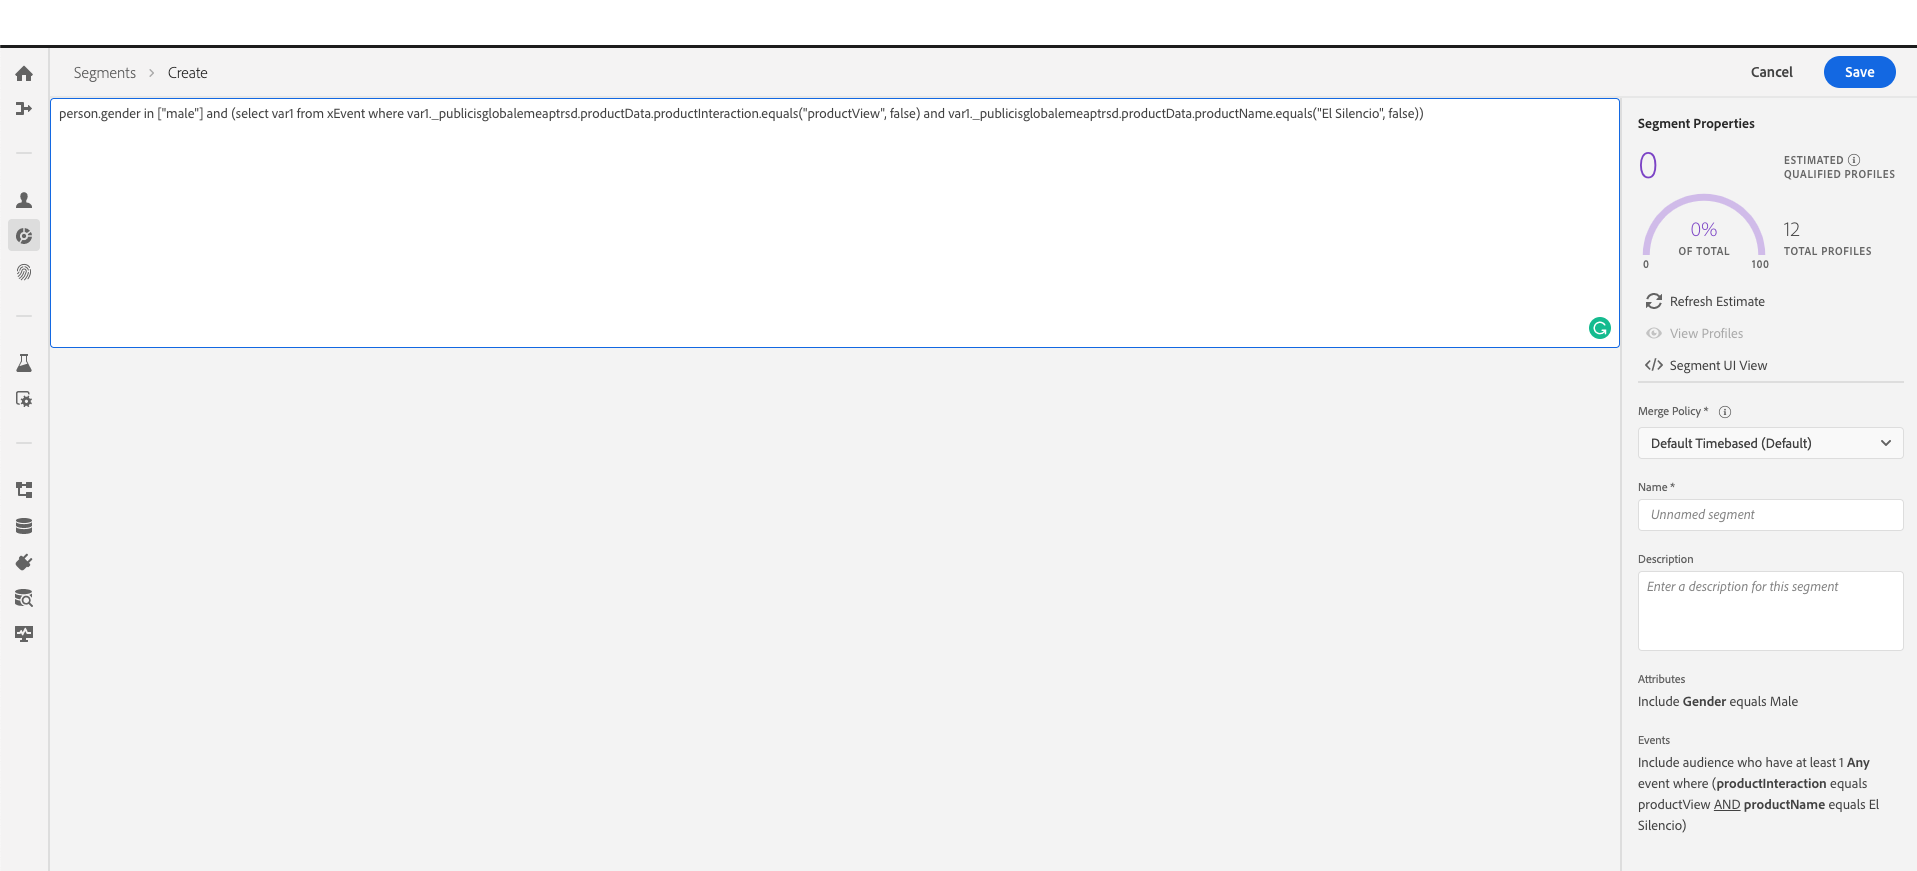 Segments > Create
Cancel
Save
person.gender in ["male"] and (select var1 from xEvent where var1._publicisglobalemeaptrsd.productData.productInteraction.equals("productView", false) and var1._publicisglobalemeaptrsd.productData.productName.equals("El Silencio", false))
Segment Properties
0
ESTIMATED
QUALIFIED PROFILES
0%
OF TOTAL
0
100
12
TOTAL PROFILES
Refresh Estimate
View Profiles
</> Segment UI View
Merge Policy *
Default Timebased (Default)
Name *
Unnamed segment
Description
Enter a description for this segment
Attributes
Include Gender equals Male
Events
Include audience who have at least 1 Any
event where (productInteraction equals
productView AND productName equals El
Silencio)